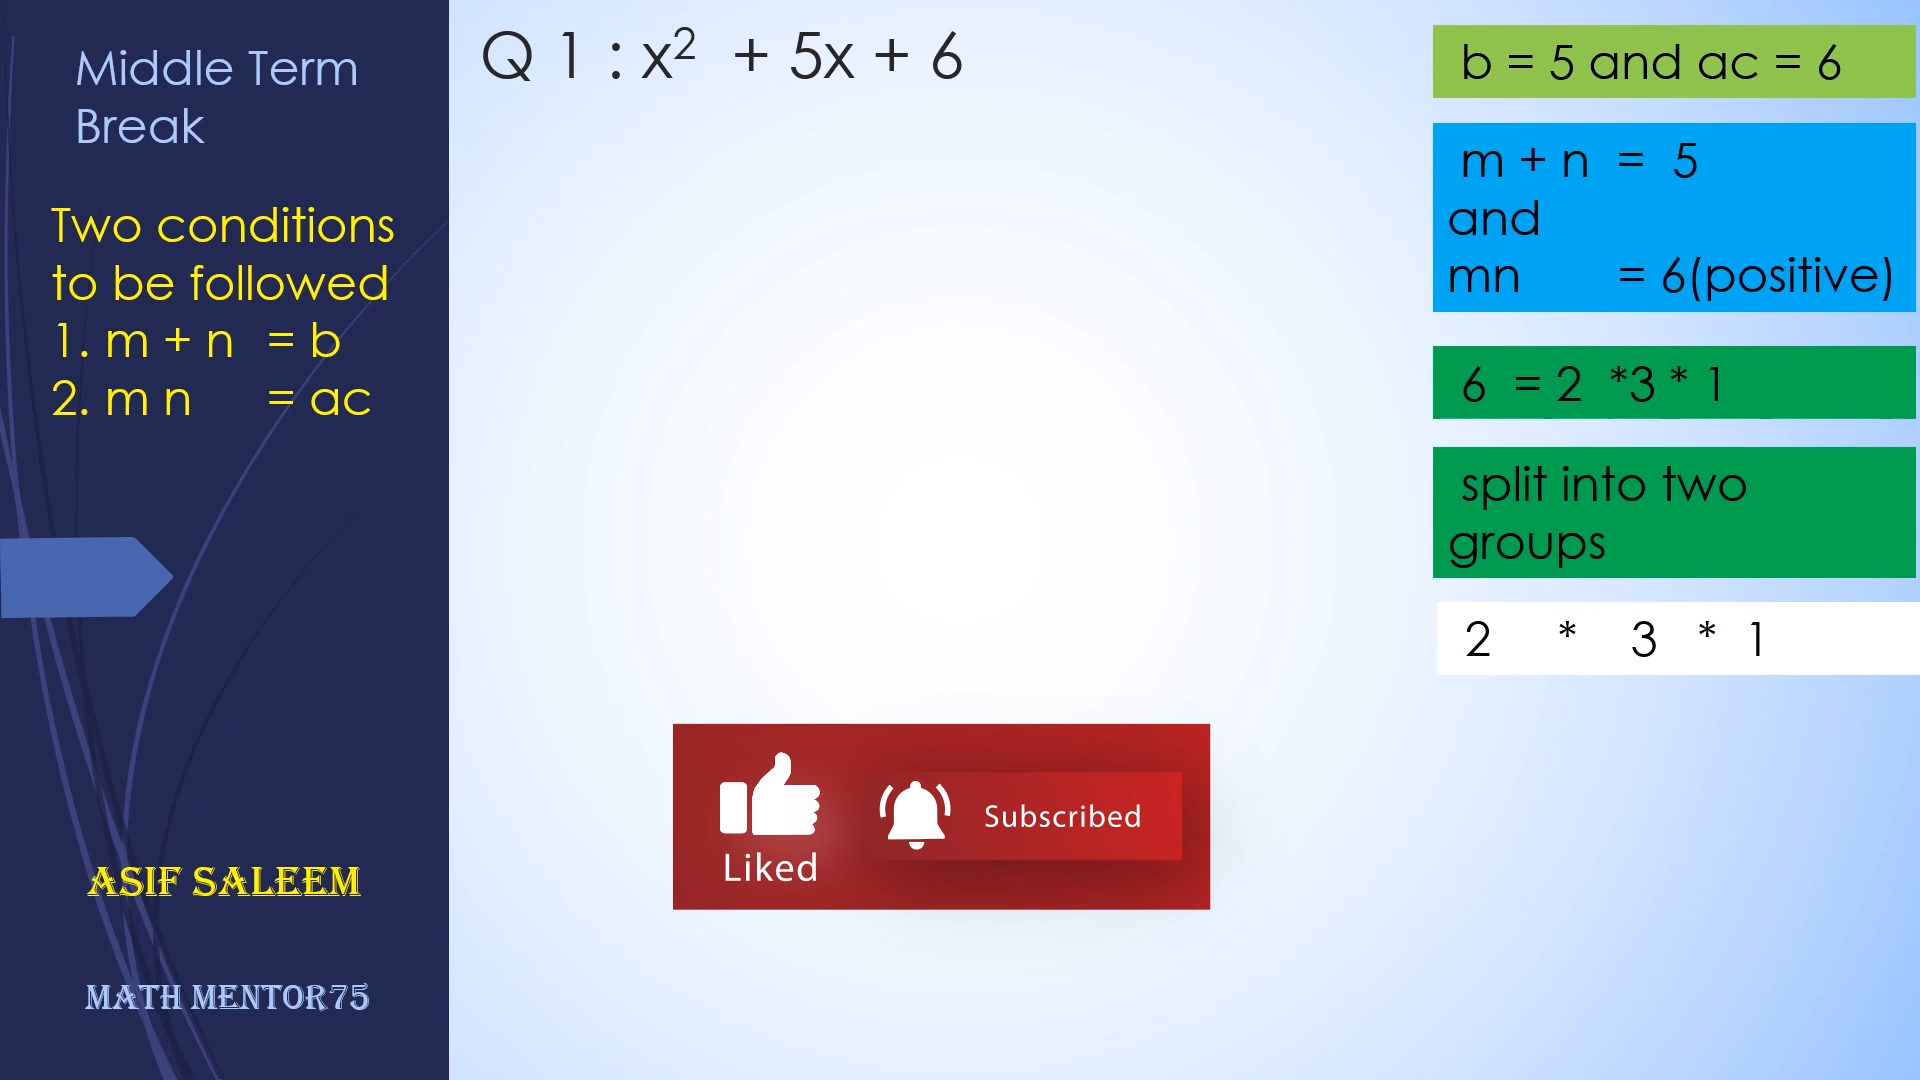 Middle Term
Break
Two conditions
to be followed
1. m + n = b
2. m n = ac
ASIF SALEEM
MATH MENTOR75
Q 1 : x² + 5x + 6
Liked
Subscribed
b = 5 and ac = 6
m + n = 5
and
mn = 6(positive)
6 = 2 *3 * 1
split into two
groups
2 * 3 * 1